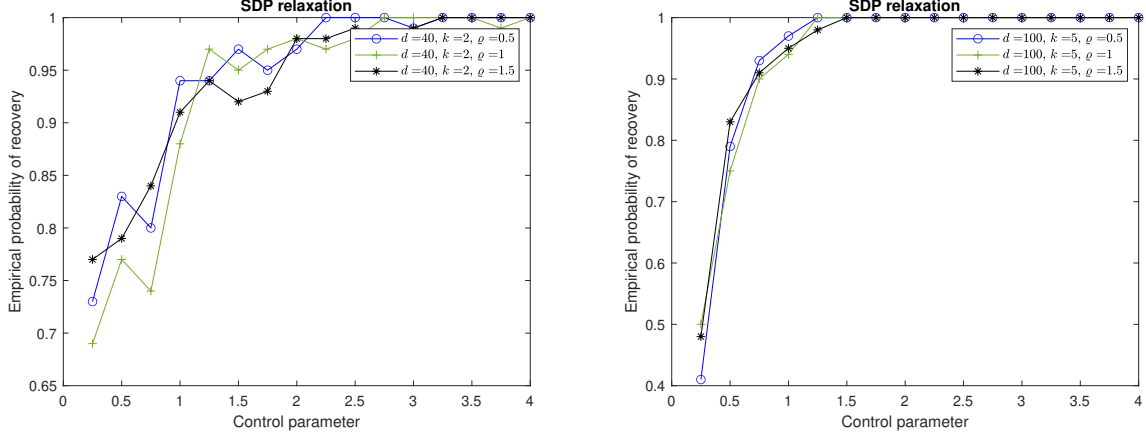 SDP relaxation
1
0.95
0.9
0.85
0.8
0.75
0.7
0.65
Empirical probability of recovery
0
0.5
1
1.5
2
2.5
3
3.5
4
Control parameter
d =40, k =2, ϱ =0.5
d =40, k =2, ϱ =1
d =40, k =2, ϱ =1.5
SDP relaxation
1
0.9
0.8
0.7
0.6
0.5
0.4
Empirical probability of recovery
0
0.5
1
1.5
2
2.5
3
3.5
4
Control parameter
d =100, k =5, ϱ =0.5
d =100, k =5, ϱ =1
d =100, k =5, ϱ =1.5